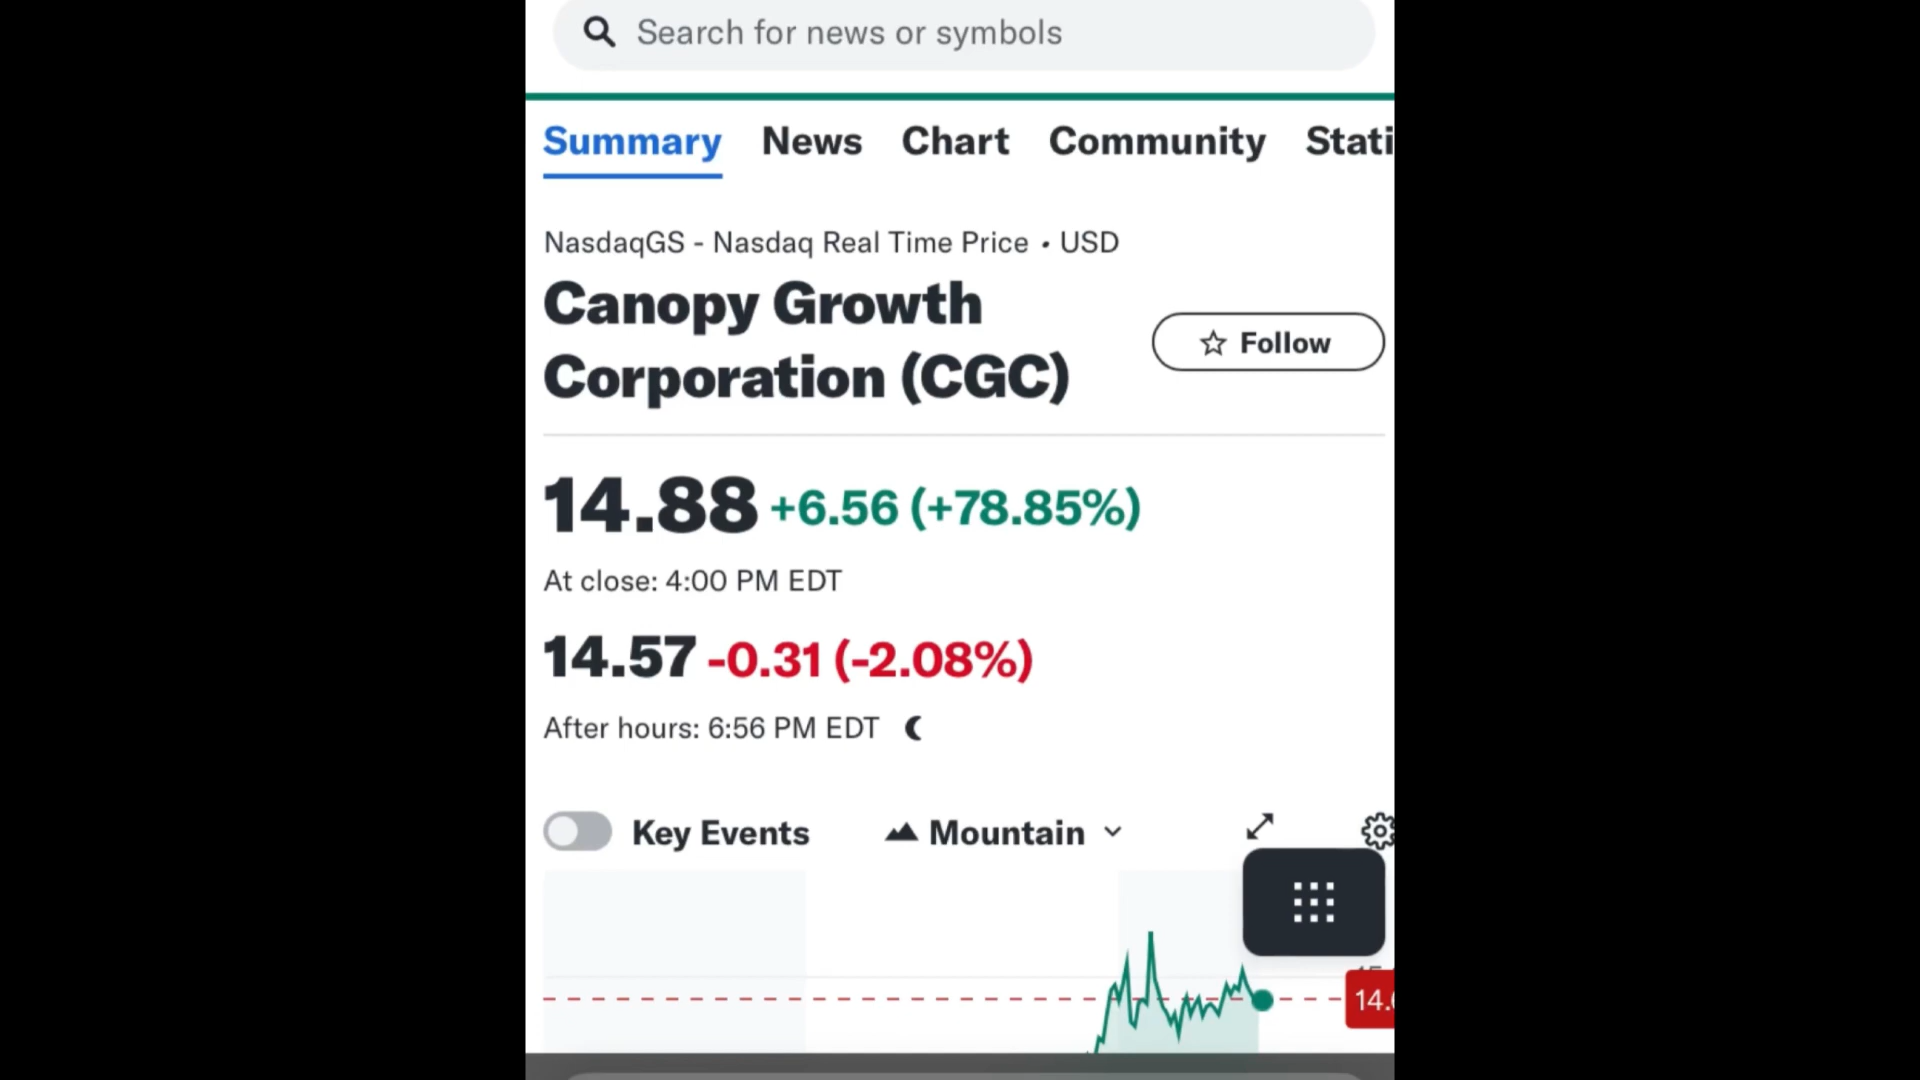 Search for news or symbols
Summary News Chart Community Stati
NasdaqGS - Nasdaq Real Time Price • USD
Canopy Growth
Corporation (CGC)
Follow
14.88 +6.56 (+78.85%)
At close: 4:00 PM EDT
14.57 -0.31 (-2.08%)
After hours: 6:56 PM EDT
Key Events Mountain
14.